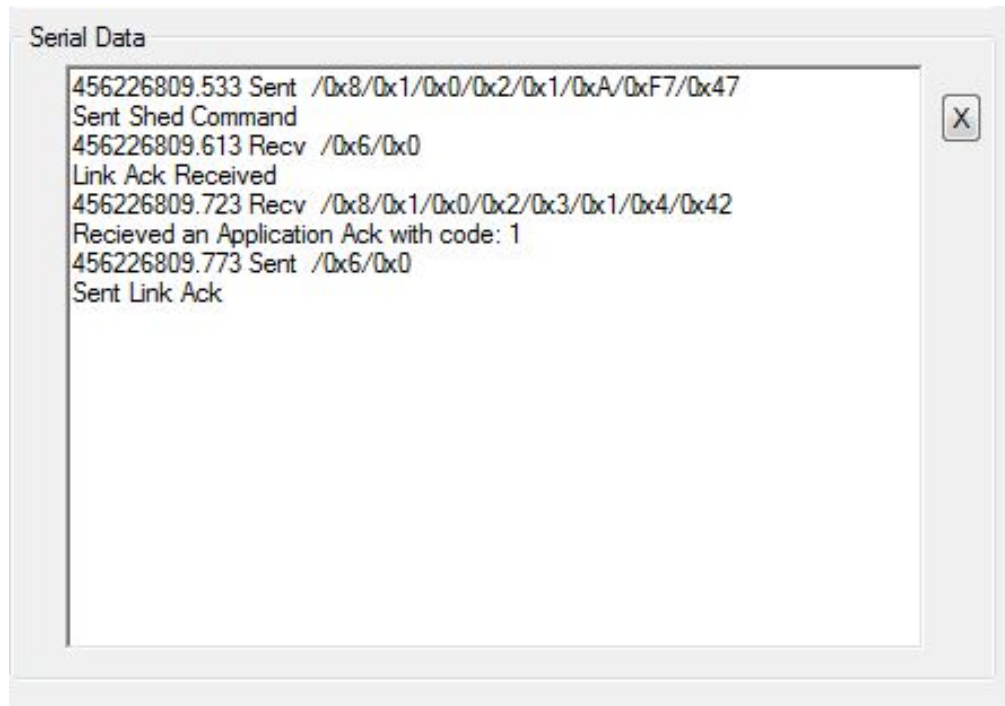 Serial Data
456226809.533 Sent /0x8/0x1/0x0/0x2/0x1/0xA/0xF7/0x47
Sent Shed Command
456226809.613 Recv /0x6/0x0
Link Ack Received
456226809.723 Recv /0x8/0x1/0x0/0x2/0x3/0x1/0x4/0x42
Recieved an Application Ack with code: 1
456226809.773 Sent /0x6/0x0
Sent Link Ack
X